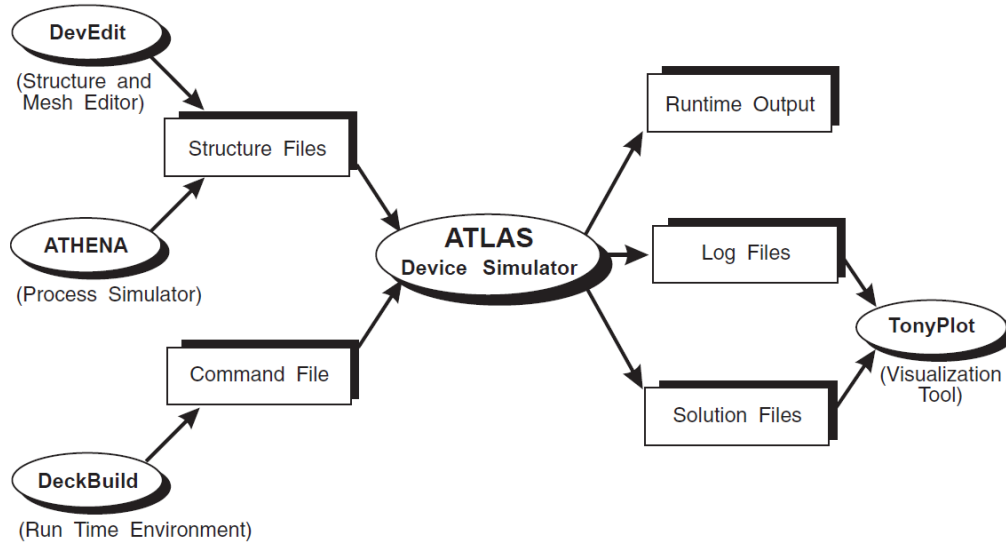 DevEdit
(Structure and
Mesh Editor)
Structure Files
ATHENA
(Process Simulator)
Command File
DeckBuild
(Run Time Environment)
ATLAS
Device Simulator
Runtime Output
Log Files
Solution Files
TonyPlot
(Visualization
Tool)